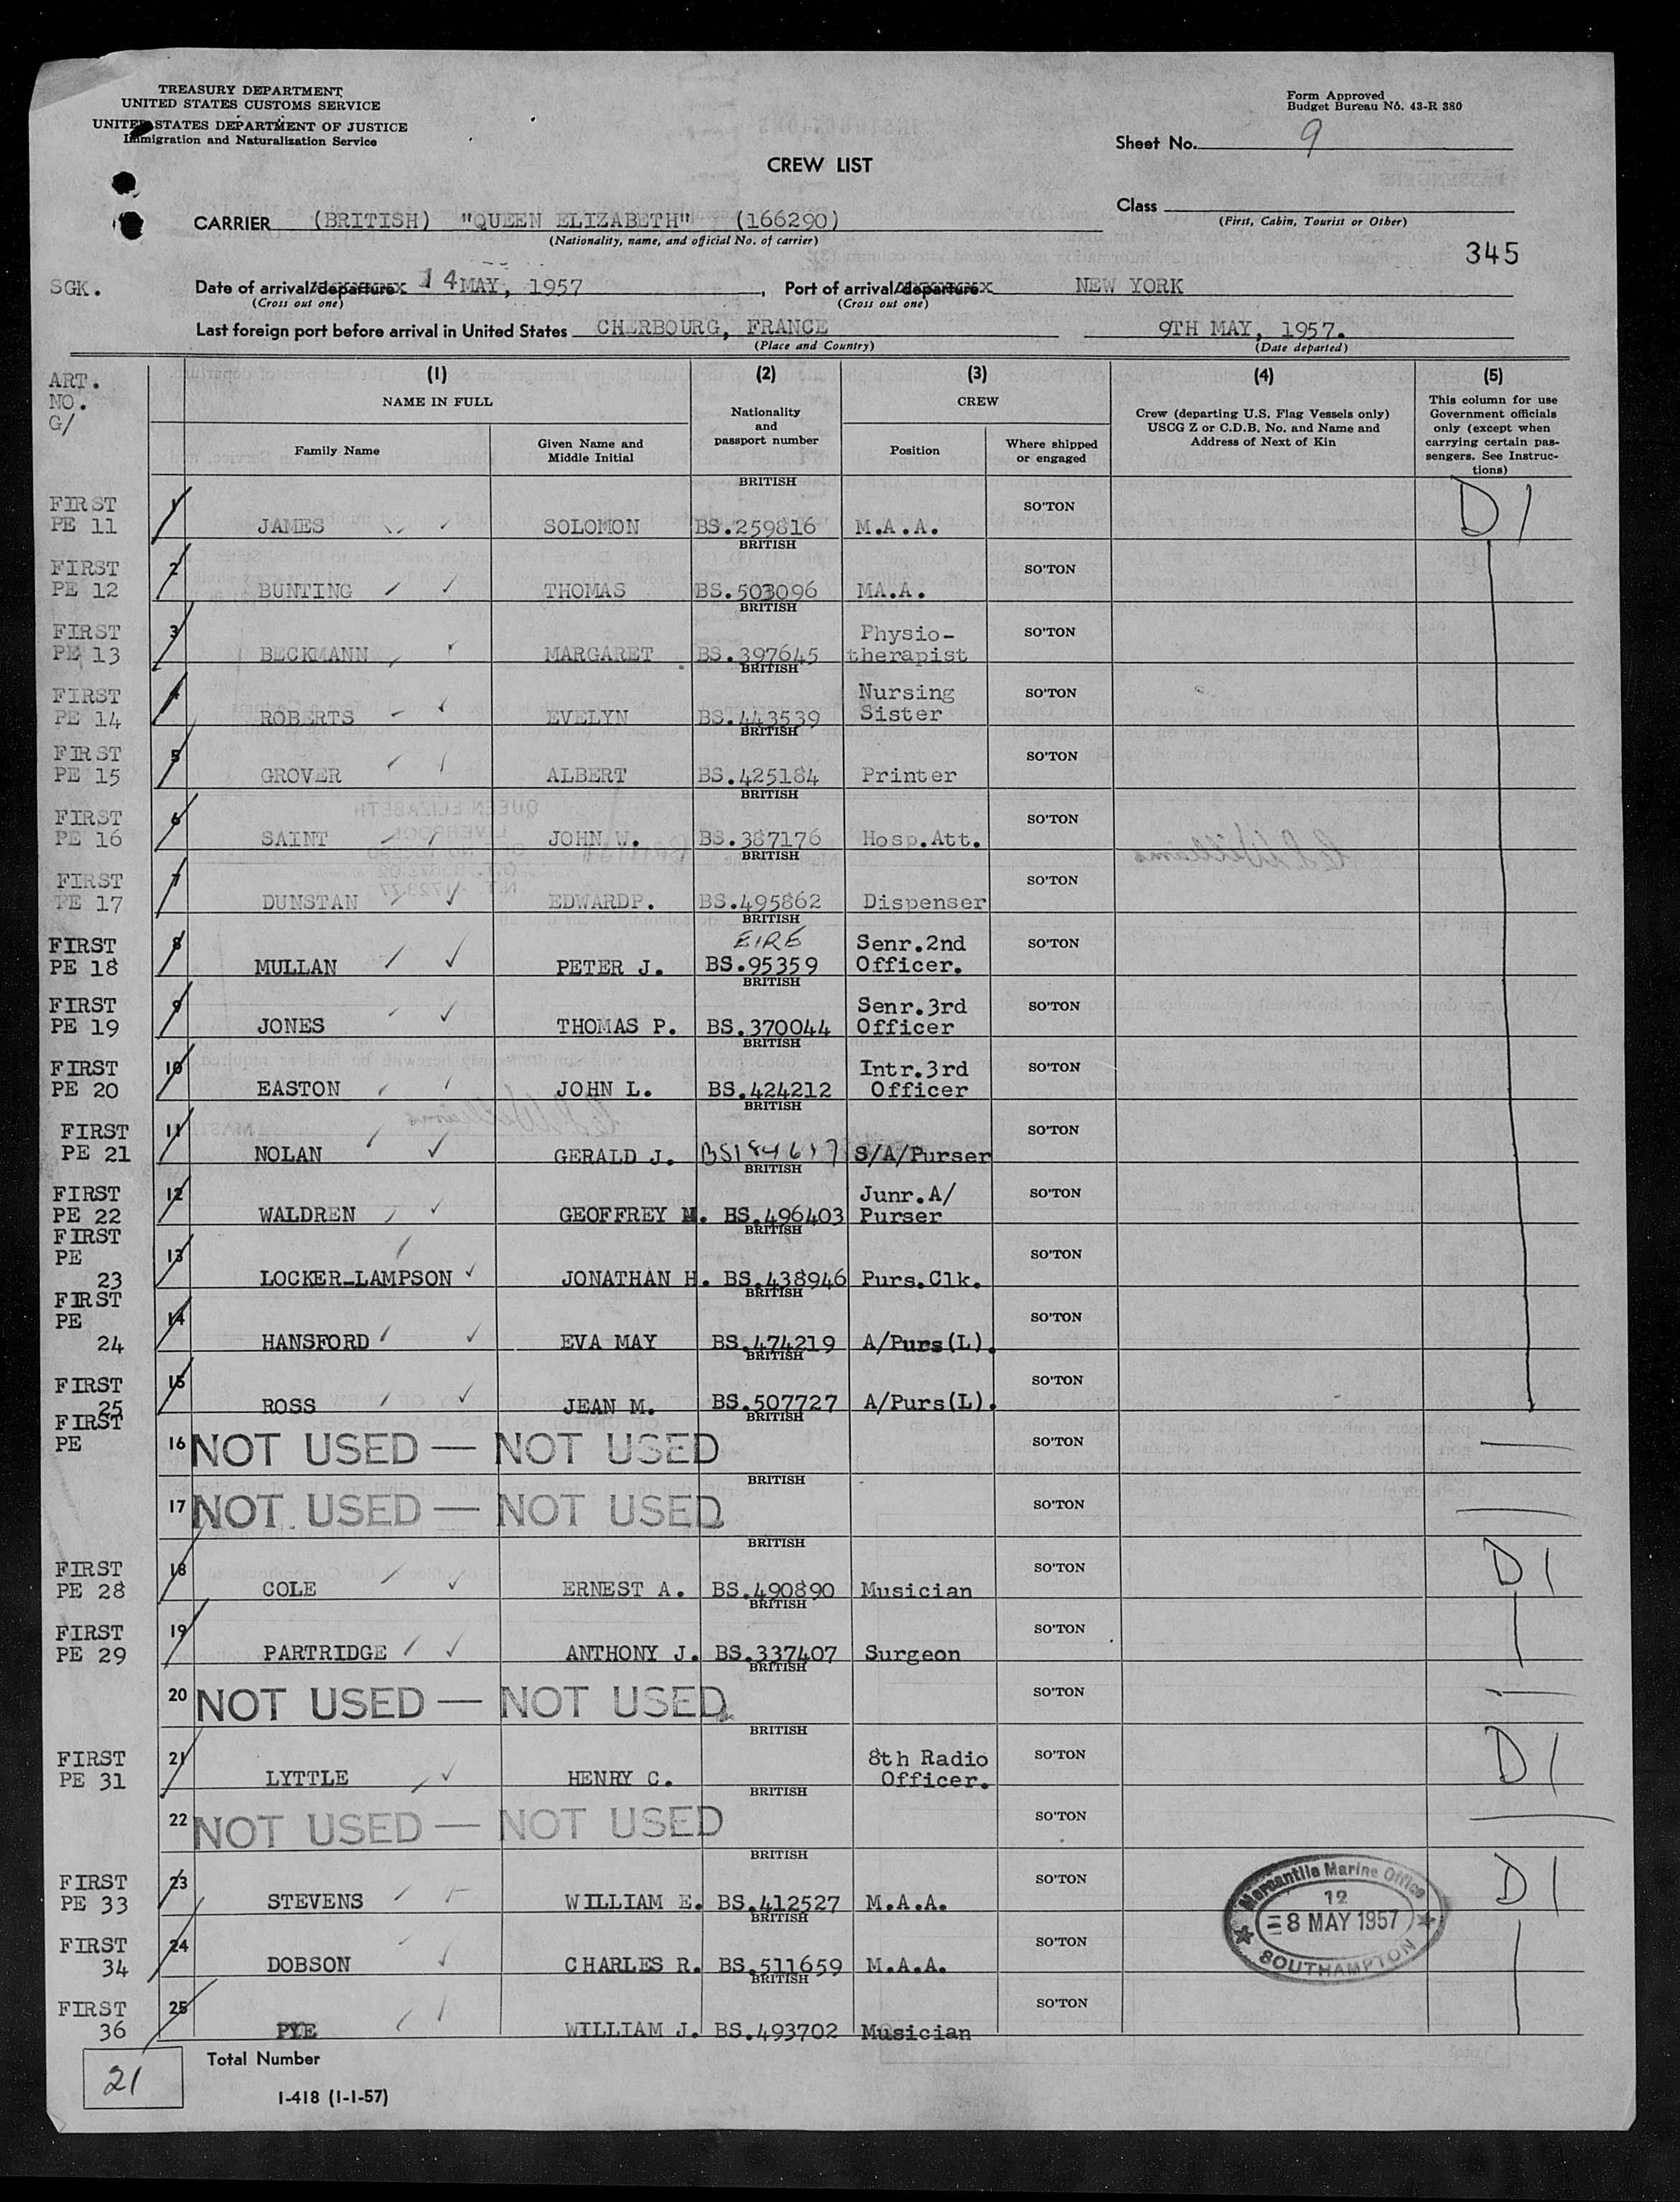 TREASURY DEPARTMENT
UNITED STATES CUSTOMS SERVICE
UNITED STATES DEPARTMENT OF JUSTICE
Immigration and Naturalization Service
Form Approved
Budget Bureau No. 43-R 380
Sheet No. 9
CREW LIST
Class
(First, Cabin, Tourist or Other)
CARRIER (BRITISH) "QUEEN ELIZABETH" (166290)
(Nationality, name, and official No. of carrier)
345
SGK. Date of arrival/departure 14 MAY, 1957, Port of arrival/departure NEW YORK
(Cross out one) (Cross out one)
Last foreign port before arrival in United States CHERBOURG, FRANCE 9TH MAY, 1957.
(Place and Country) (Date departed)
ART. NO. G/
(1) (2) (3) (4) (5)
NAME IN FULL
Family Name
Given Name and Middle Initial
Nationality and passport number
CREW
Position
Where shipped or engaged
Crew (departing U.S. Flag Vessels only) USCG Z or C.D.B. No. and Name and Address of Next of Kin
This column for use Government officials only (except when carrying certain passengers. See Instructions)
FIRST PE 11 1 JAMES SOLOMON BRITISH BS.259816 M.A.A. SO'TON D 1
FIRST PE 12 2 BUNTING THOMAS BRITISH BS.503096 MA.A. SO'TON
FIRST PE 13 3 BECKMANN MARGARET BRITISH BS.397645 Physio-therapist SO'TON
FIRST PE 14 4 ROBERTS EVELYN BRITISH BS.443539 Nursing Sister SO'TON
FIRST PE 15 5 GROVER ALBERT BRITISH BS.425184 Printer SO'TON
FIRST PE 16 6 SAINT JOHN W. BRITISH BS.387176 Hosp.Att. SO'TON
FIRST PE 17 7 DUNSTAN EDWARDP. BRITISH BS.495862 Dispenser SO'TON
FIRST PE 18 8 MULLAN PETER J. BRITISH EIRE BS.95359 Senr.2nd Officer. SO'TON
FIRST PE 19 9 JONES THOMAS P. BRITISH BS.370044 Senr.3rd Officer SO'TON
FIRST PE 20 10 EASTON JOHN L. BRITISH BS.424212 Intr.3rd Officer SO'TON
FIRST PE 21 11 NOLAN GERALD J. BRITISH BS184617 S/A/Purser SO'TON
FIRST PE 22 12 WALDREN GEOFFREY M. BRITISH BS.496403 Junr.A/ Purser SO'TON
FIRST PE 23 13 LOCKER-LAMPSON JONATHAN H. BRITISH BS.438946 Purs.Clk. SO'TON
FIRST PE 24 14 HANSFORD EVA MAY BRITISH BS.474219 A/Purs(L). SO'TON
FIRST 25 15 ROSS JEAN M. BRITISH BS.507727 A/Purs(L). SO'TON
FIRST PE 16 NOT USED — NOT USED BRITISH SO'TON
17 NOT USED — NOT USED BRITISH SO'TON
FIRST PE 28 18 COLE ERNEST A. BRITISH BS.490890 Musician SO'TON D 1
FIRST PE 29 19 PARTRIDGE ANTHONY J. BRITISH BS.337407 Surgeon SO'TON
20 NOT USED — NOT USED BRITISH SO'TON
FIRST PE 31 21 LYTTLE HENRY C. BRITISH 8th Radio Officer. SO'TON D 1
22 NOT USED — NOT USED BRITISH SO'TON
FIRST PE 33 23 STEVENS WILLIAM E. BRITISH BS.412527 M.A.A. SO'TON D 1
FIRST 34 24 DOBSON CHARLES R. BRITISH BS.511659 M.A.A. SO'TON
FIRST 36 25 PYE WILLIAM J. BRITISH BS.493702 Musician SO'TON
Mercantile Marine Office
12
8 MAY 1957
SOUTHAMPTON
21 Total Number
I-418 (1-1-57)